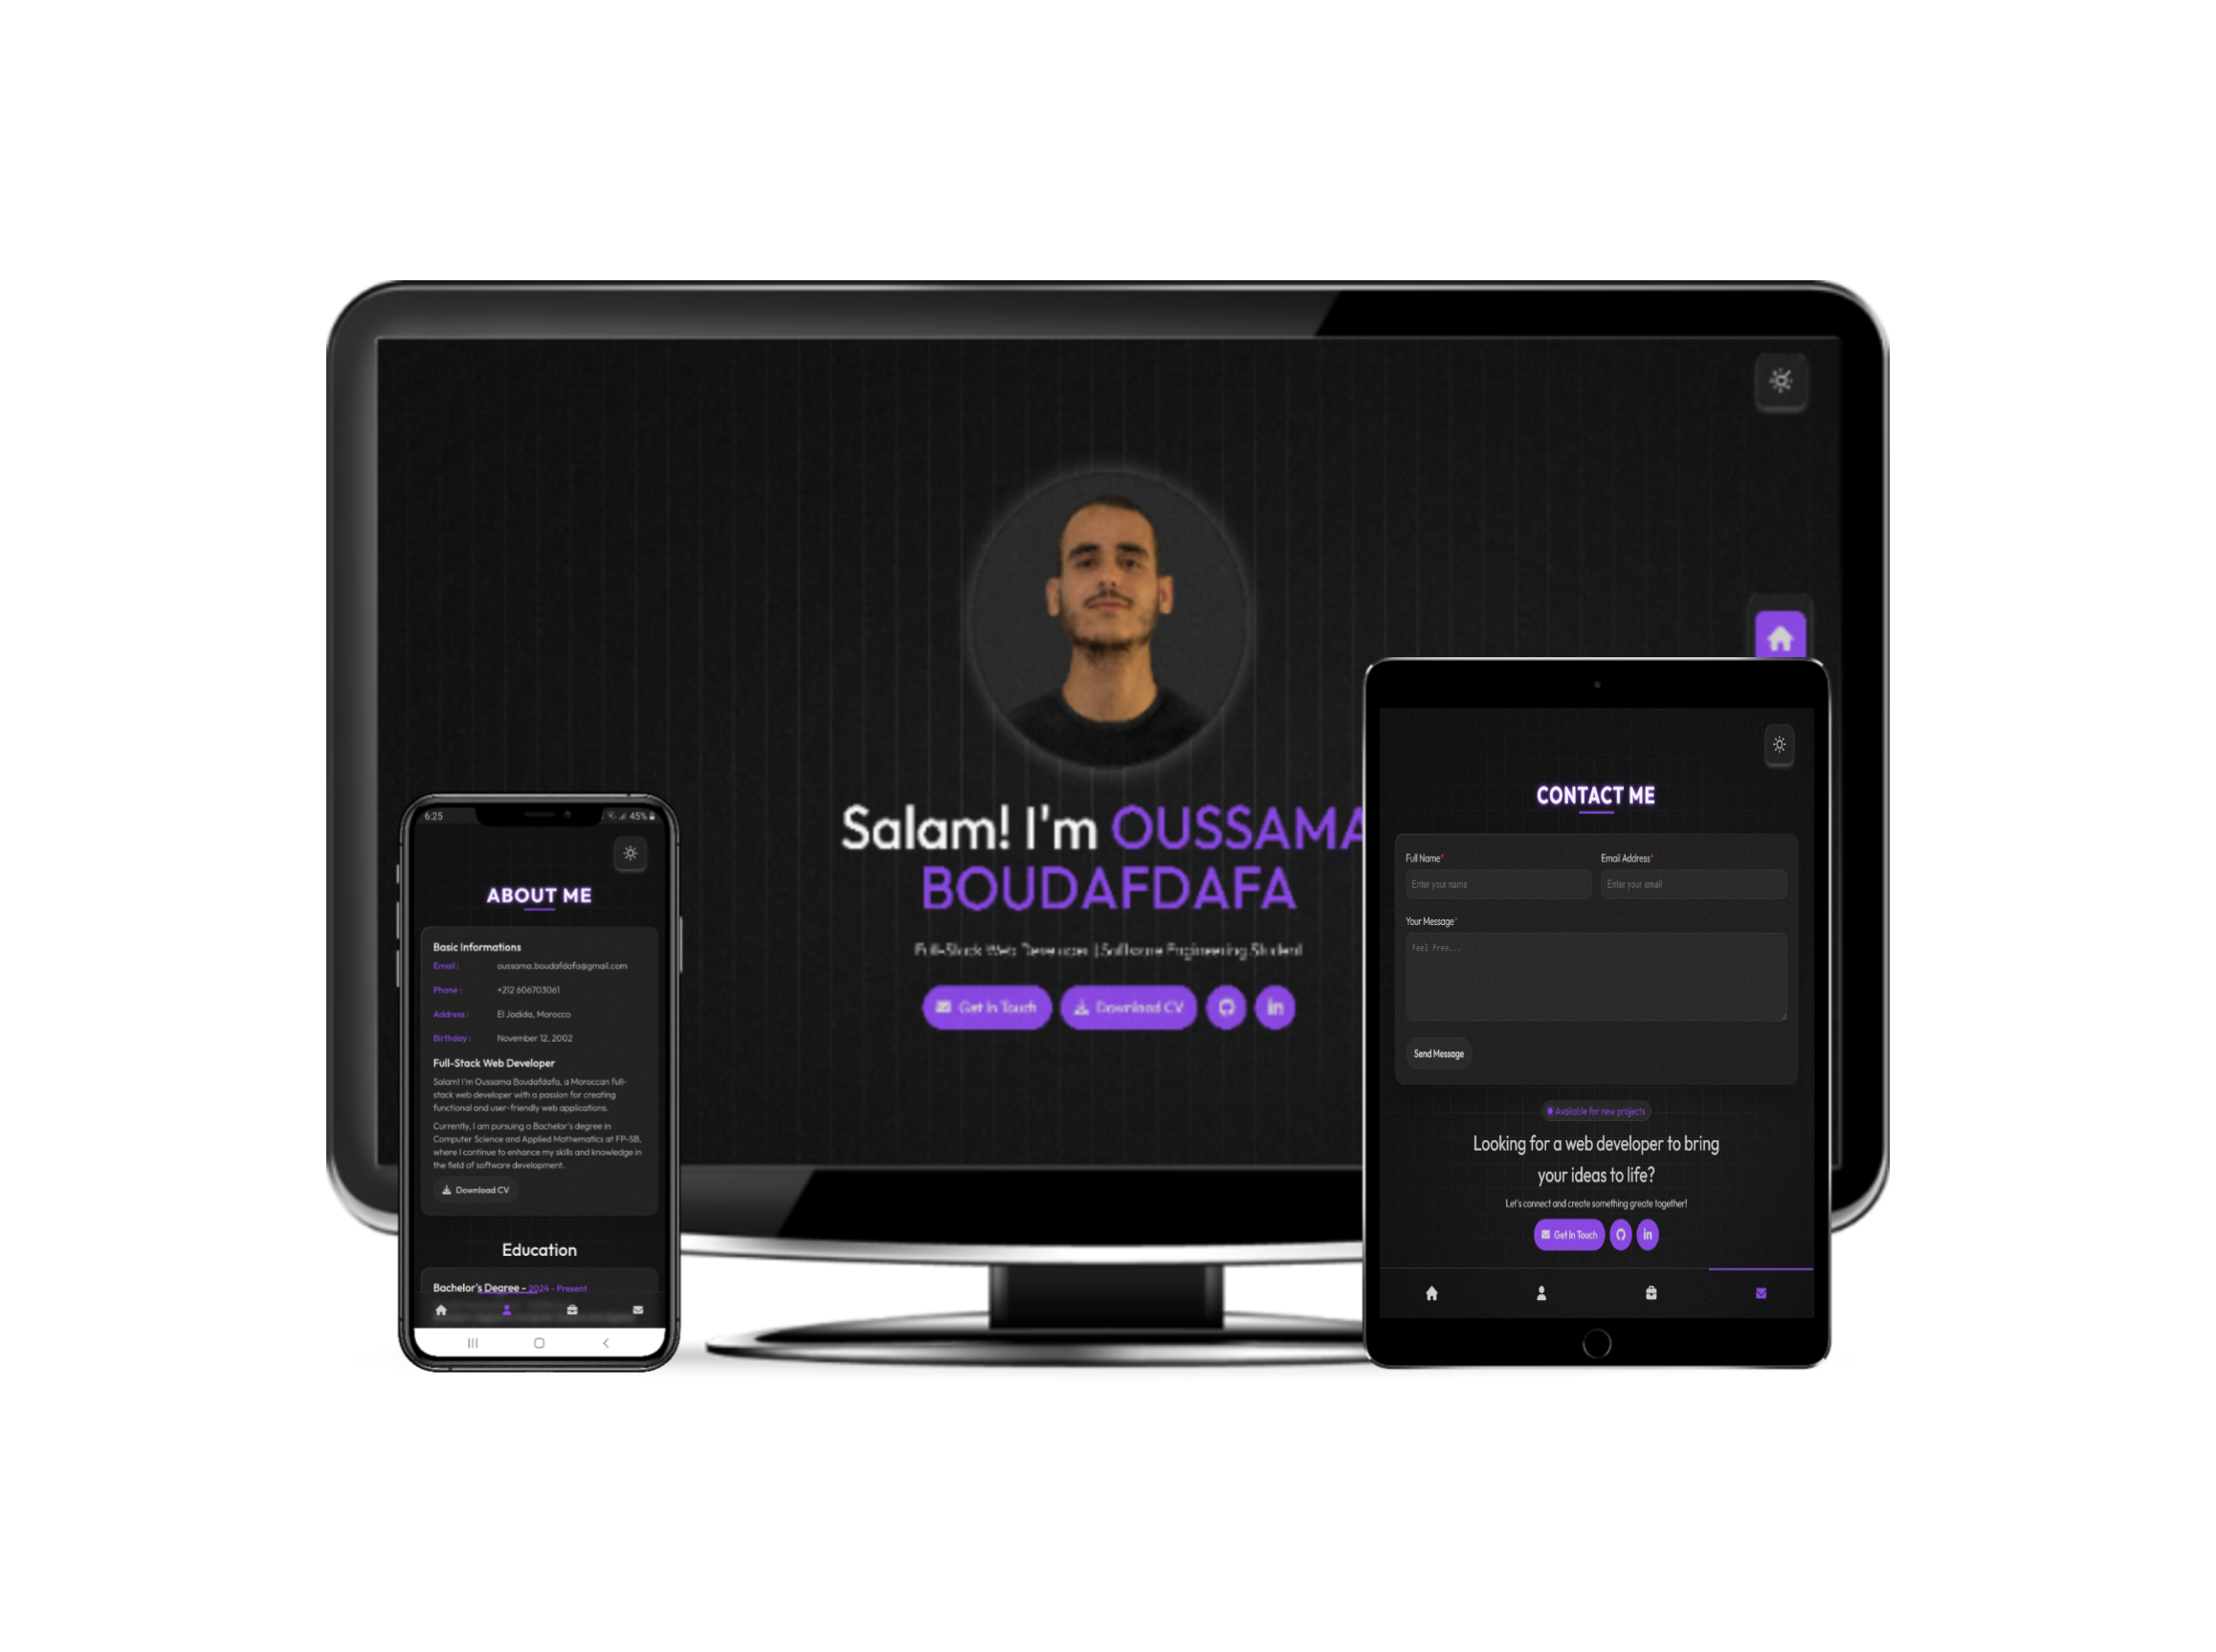 Salam! I'm OUSSAMA
BOUDAFDAFA
Full-Stack Web Developer | Software Engineering Student
Get In Touch
Download CV
6:25
45%
ABOUT ME
Basic Informations
Email :
oussama.boudafdafa@gmail.com
Phone :
+212 606703061
Address :
El Jadida, Morocco
Birthday :
November 12, 2002
Full-Stack Web Developer
Salam! I'm Oussama Boudafdafa, a Moroccan full-
stack web developer with a passion for creating
functional and user-friendly web applications.
Currently, I am pursuing a Bachelor's degree in
Computer Science and Applied Mathematics at FP-SB,
where I continue to enhance my skills and knowledge in
the field of software development.
Download CV
Education
Bachelor's Degree - 2024 - Present
CONTACT ME
Full Name*
Email Address*
Enter your name
Enter your email
Your Message*
Feel Free...
Send Message
Available for new projects
Looking for a web developer to bring
your ideas to life?
Let's connect and create something greate together!
Get In Touch
in
in